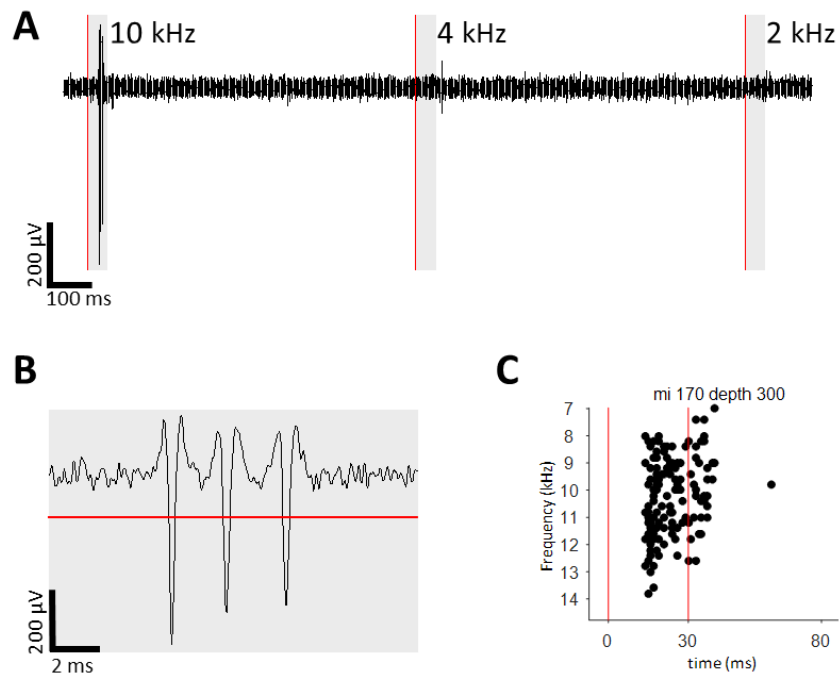 A
10 kHz
4 kHz
2 kHz
200 µV
100 ms
B
200 µV
2 ms
C
mi 170 depth 300
7
8
9
10
11
12
13
14
Frequency (kHz)
0
30
80
time (ms)